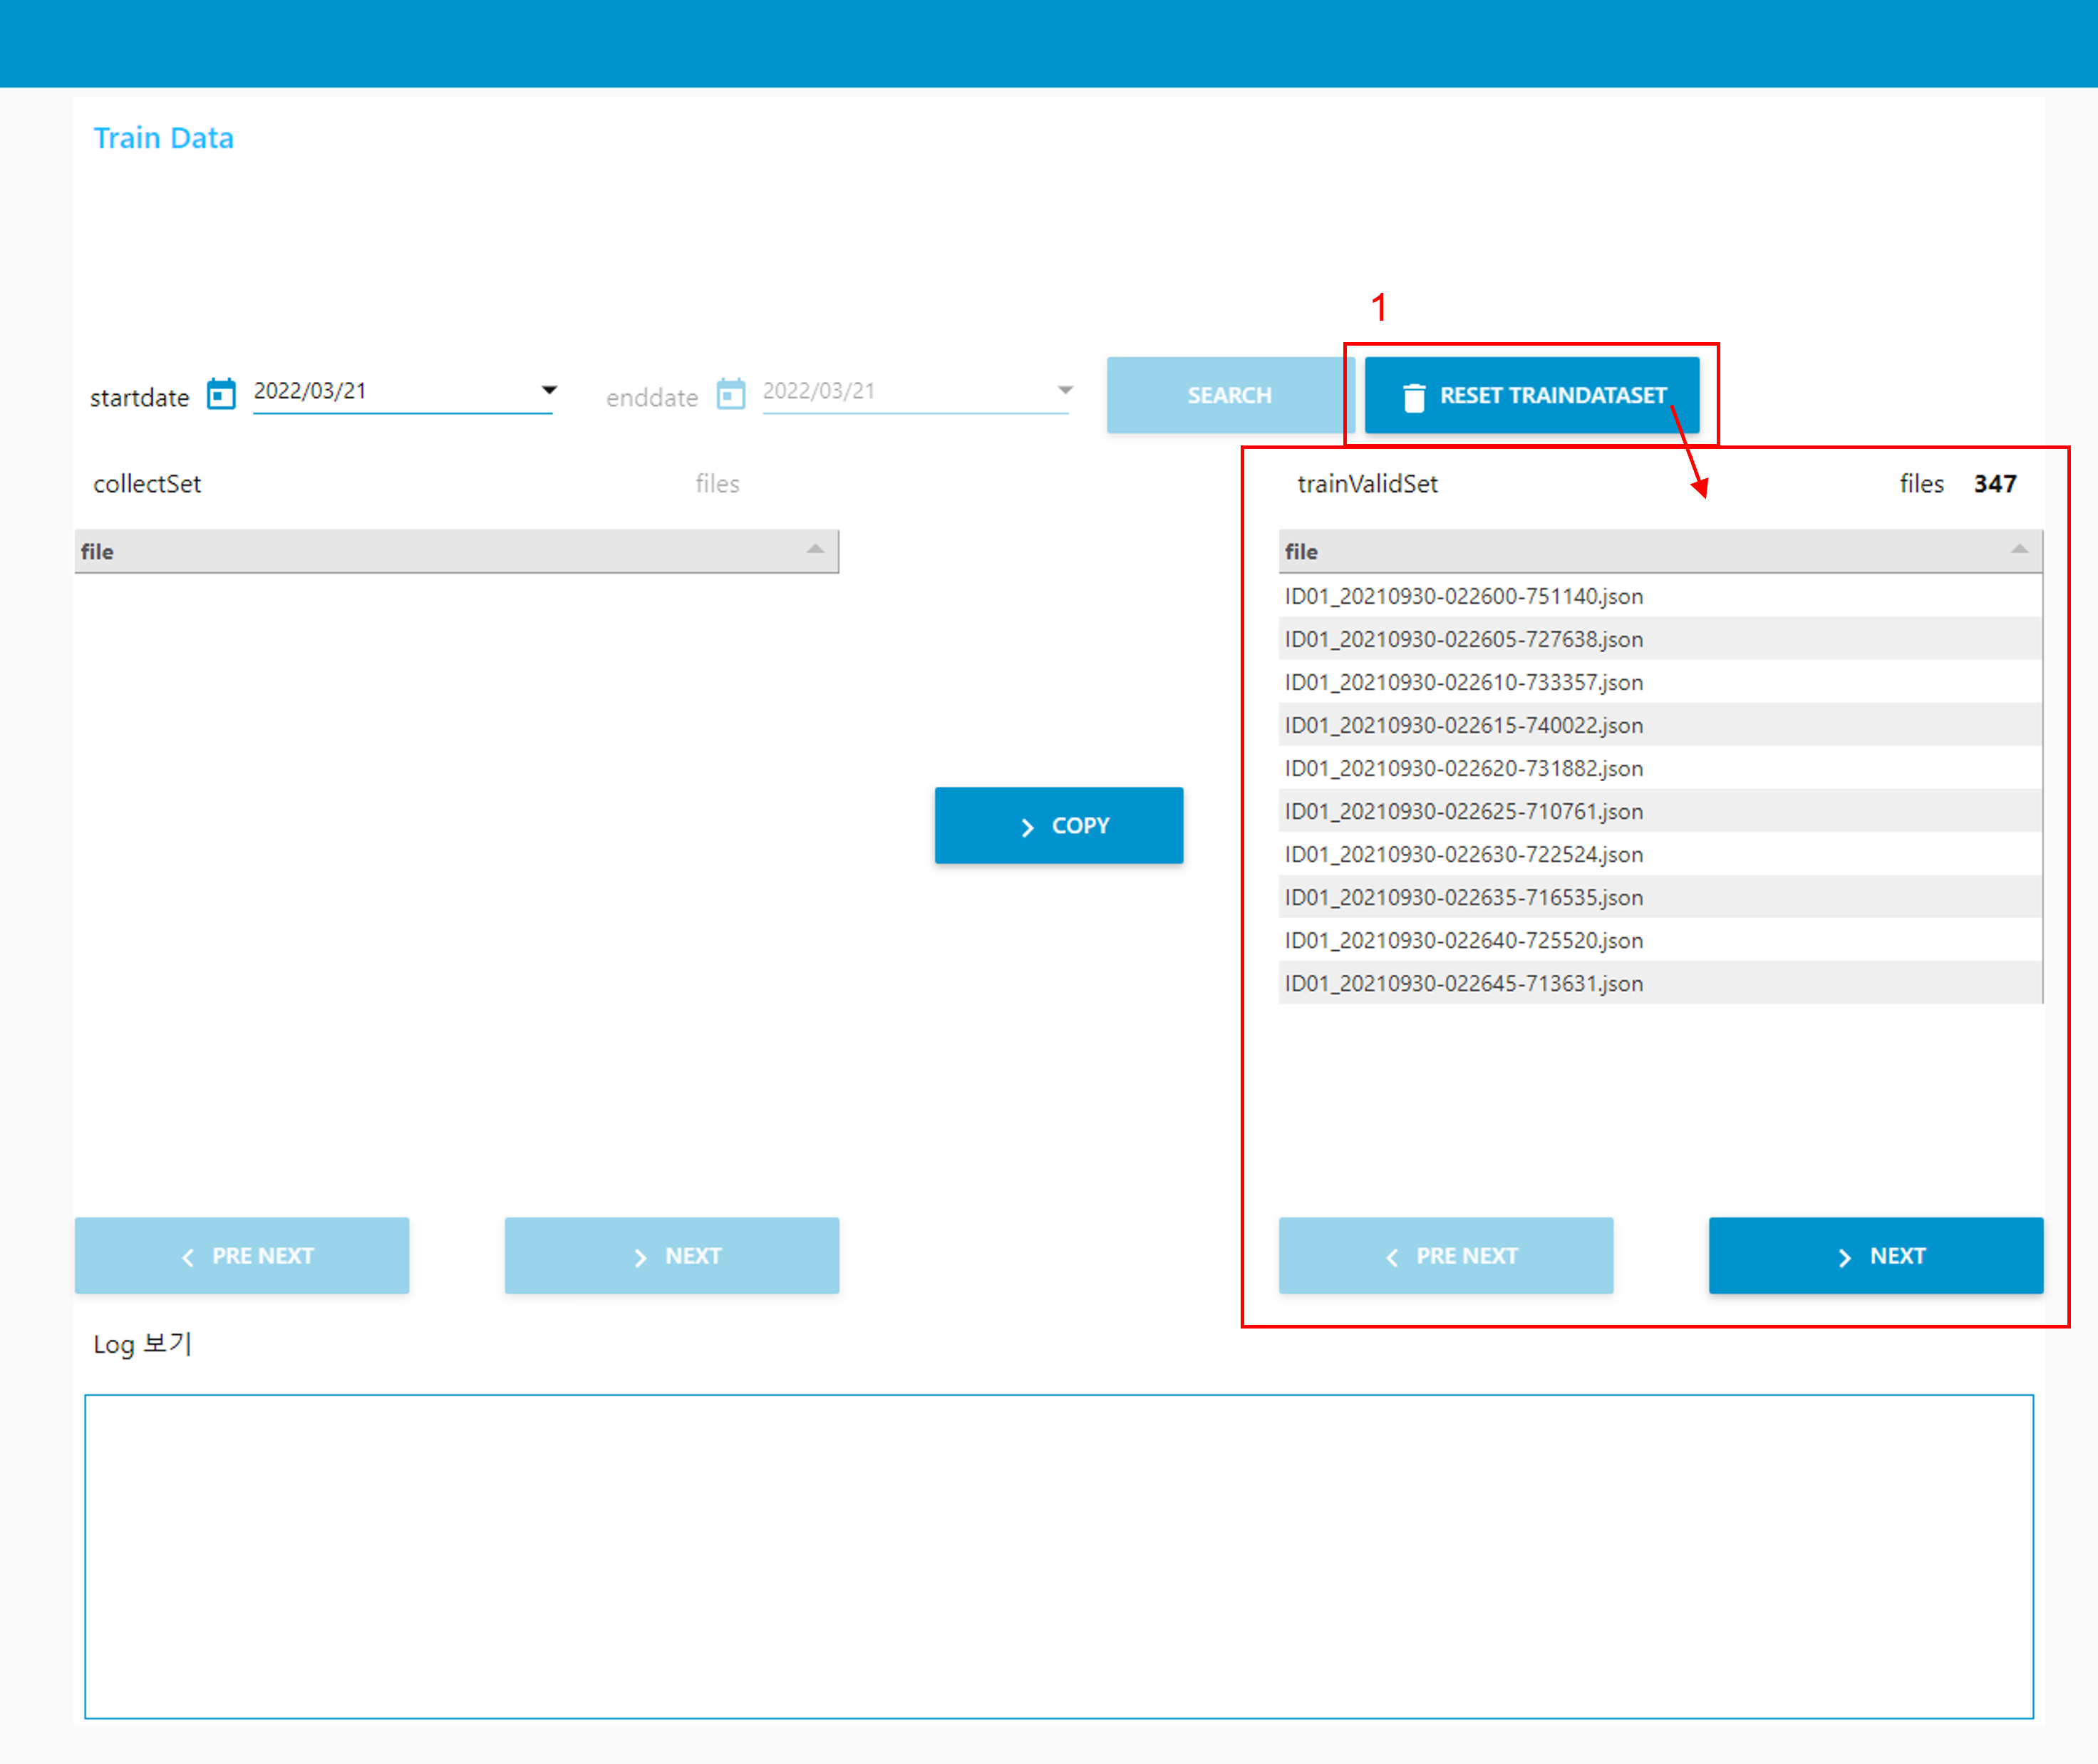 Train Data
1
startdate 2022/03/21 enddate 2022/03/21 SEARCH RESET TRAINDATASET
collectSet files
file
COPY
PRE NEXT NEXT
trainValidSet files 347
file
ID01_20210930-022600-751140.json
ID01_20210930-022605-727638.json
ID01_20210930-022610-733357.json
ID01_20210930-022615-740022.json
ID01_20210930-022620-731882.json
ID01_20210930-022625-710761.json
ID01_20210930-022630-722524.json
ID01_20210930-022635-716535.json
ID01_20210930-022640-725520.json
ID01_20210930-022645-713631.json
PRE NEXT NEXT
Log 보기